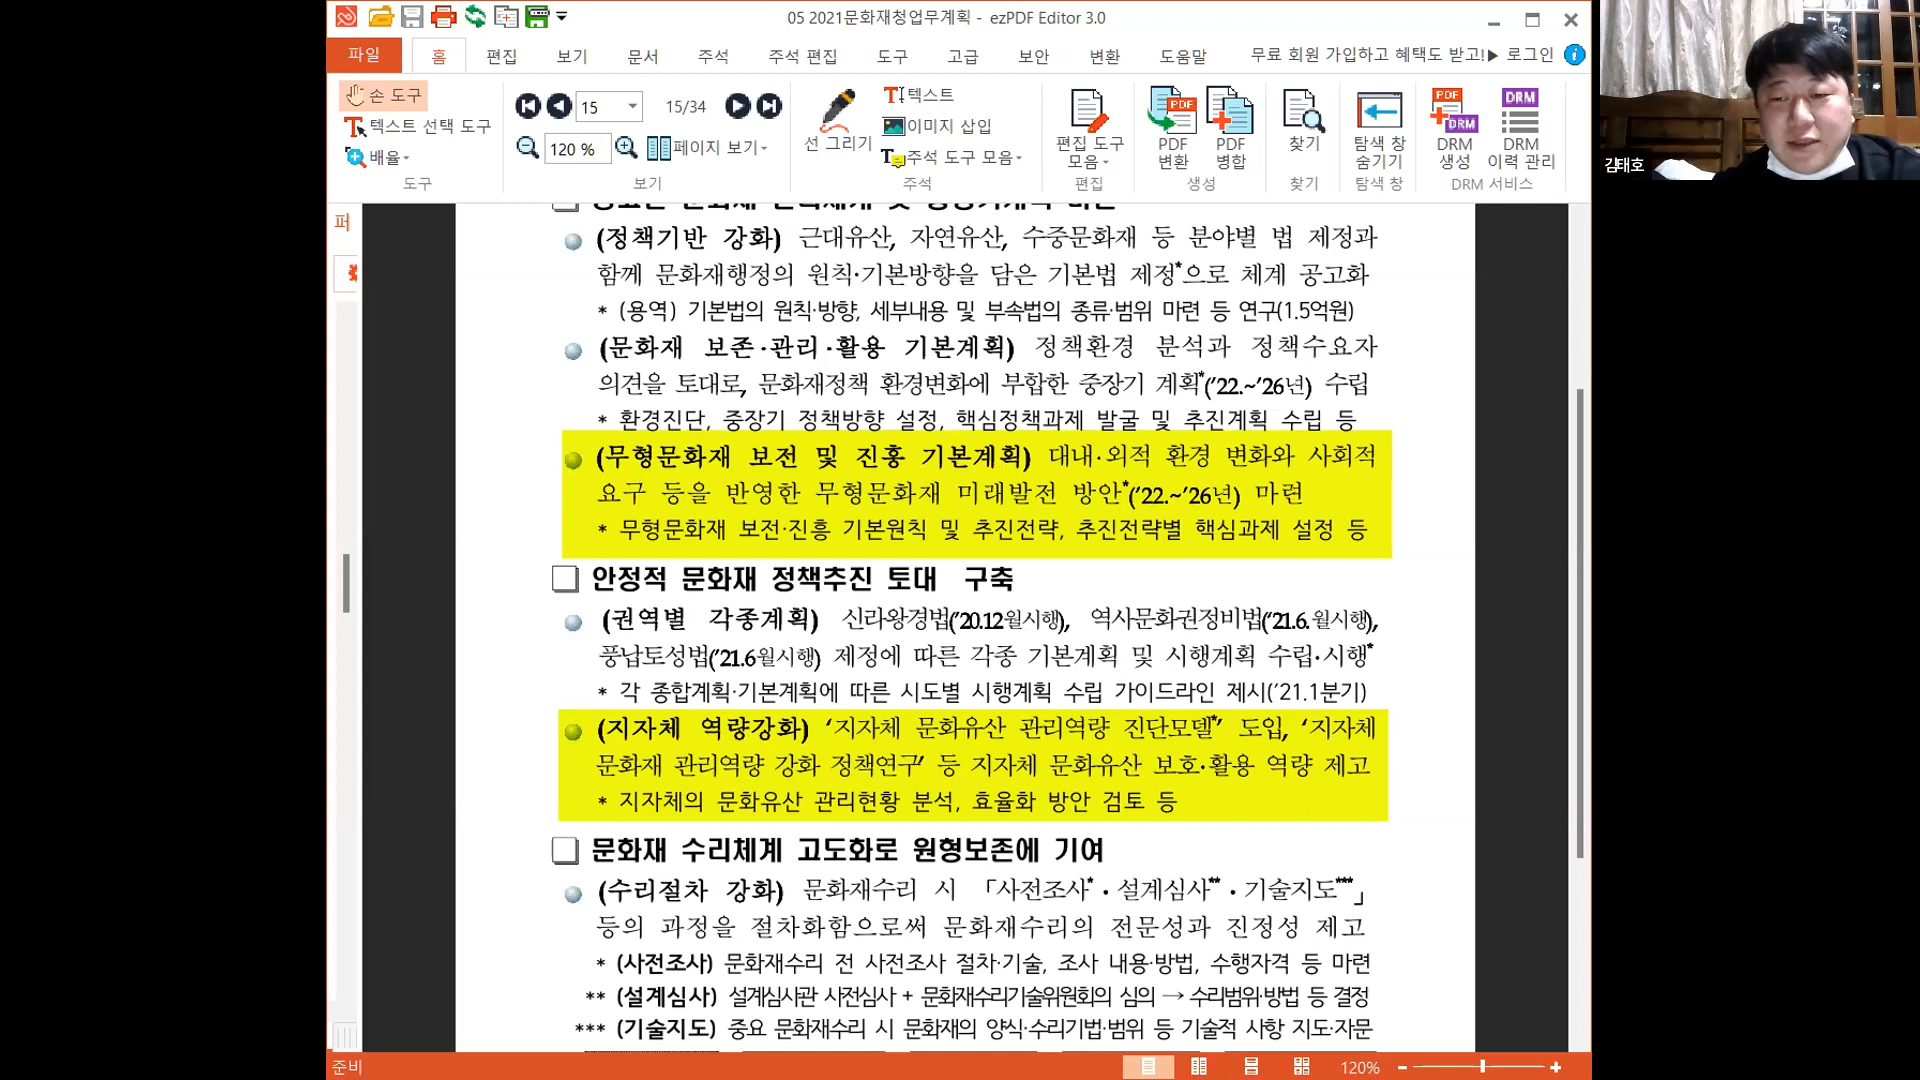 05 2021문화재청업무계획 - ezPDF Editor 3.0
파일 홈 편집 보기 문서 주석 주석 편집 도구 고급 보안 변환 도움말 무료 회원 가입하고 혜택도 받고!▶ 로그인
손 도구
텍스트 선택 도구
배율
도구
15 15/34
120 %
페이지 보기
보기
선 그리기
텍스트
이미지 삽입
주석 도구 모음
주석
편집 도구 모음
편집
PDF 변환
PDF 병합
생성
찾기
찾기
탐색 창 숨기기
탐색 창
DRM 생성
DRM 이력 관리
DRM 서비스
김태호
퍼
(정책기반 강화) 근대유산, 자연유산, 수중문화재 등 분야별 법 제정과
함께 문화재행정의 원칙·기본방향을 담은 기본법 제정*으로 체계 공고화
* (용역) 기본법의 원칙·방향, 세부내용 및 부속법의 종류·범위 마련 등 연구(1.5억원)
(문화재 보존·관리·활용 기본계획) 정책환경 분석과 정책수요자
의견을 토대로, 문화재정책 환경변화에 부합한 중장기 계획*('22.~'26년) 수립
* 환경진단, 중장기 정책방향 설정, 핵심정책과제 발굴 및 추진계획 수립 등
(무형문화재 보전 및 진흥 기본계획) 대내·외적 환경 변화와 사회적
요구 등을 반영한 무형문화재 미래발전 방안*('22.~'26년) 마련
* 무형문화재 보전·진흥 기본원칙 및 추진전략, 추진전략별 핵심과제 설정 등
□ 안정적 문화재 정책추진 토대 구축
(권역별 각종계획) 신라왕경법('20.12월시행), 역사문화권정비법('21.6.월시행),
풍납토성법('21.6월시행) 제정에 따른 각종 기본계획 및 시행계획 수립·시행*
* 각 종합계획·기본계획에 따른 시도별 시행계획 수립 가이드라인 제시('21.1분기)
(지자체 역량강화) '지자체 문화유산 관리역량 진단모델*' 도입, '지자체
문화재 관리역량 강화 정책연구' 등 지자체 문화유산 보호·활용 역량 제고
* 지자체의 문화유산 관리현황 분석, 효율화 방안 검토 등
□ 문화재 수리체계 고도화로 원형보존에 기여
(수리절차 강화) 문화재수리 시 「사전조사*·설계심사**·기술지도***」
등의 과정을 절차화함으로써 문화재수리의 전문성과 진정성 제고
* (사전조사) 문화재수리 전 사전조사 절차·기술, 조사 내용·방법, 수행자격 등 마련
** (설계심사) 설계심사관 사전심사 + 문화재수리기술위원회의 심의 → 수리범위·방법 등 결정
*** (기술지도) 중요 문화재수리 시 문화재의 양식·수리기법·범위 등 기술적 사항 지도·자문
준비 120%